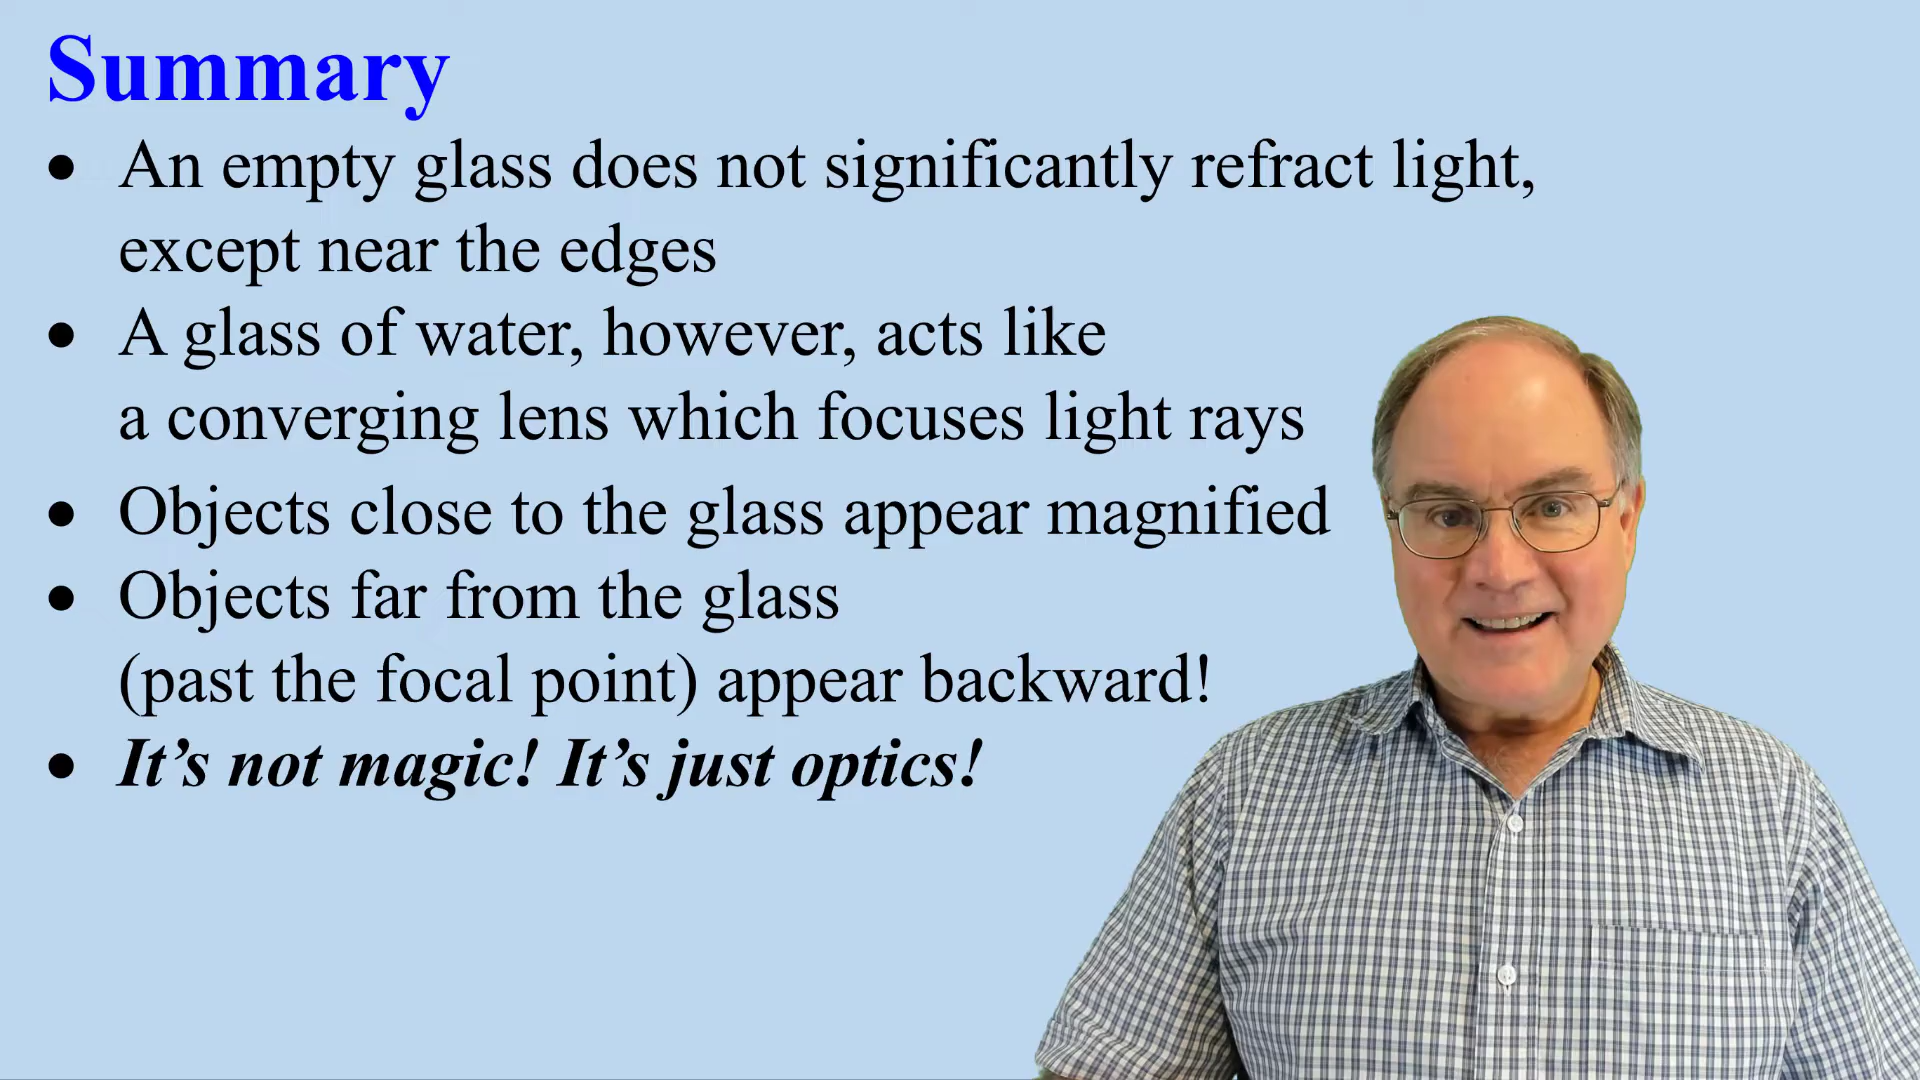 Summary
• An empty glass does not significantly refract light,
except near the edges
• A glass of water, however, acts like
a converging lens which focuses light rays
• Objects close to the glass appear magnified
• Objects far from the glass
(past the focal point) appear backward!
• It’s not magic! It’s just optics!